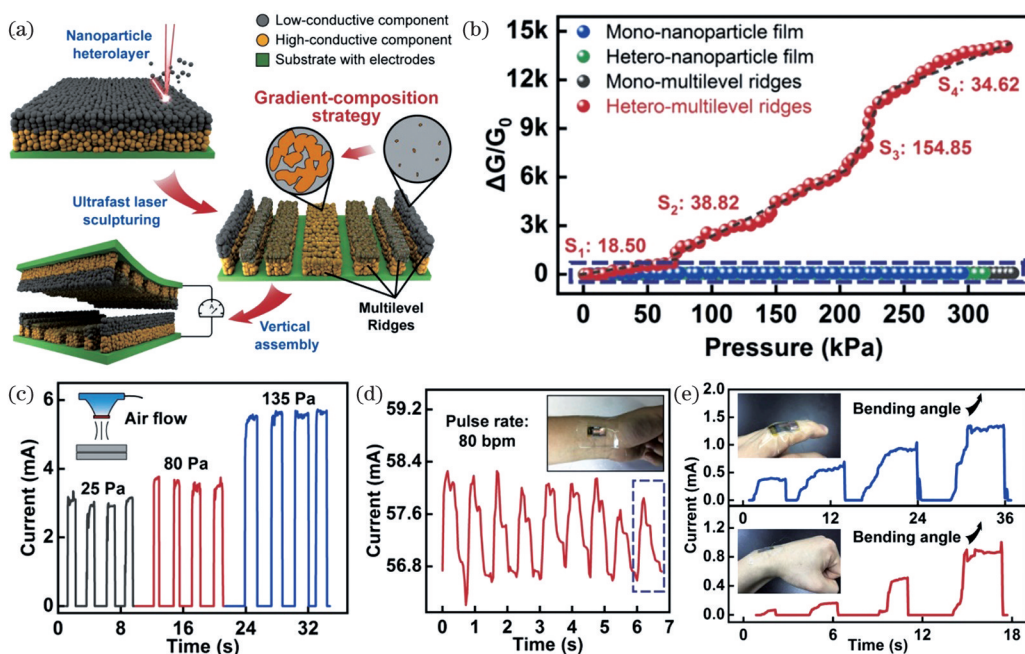 (a)
Nanoparticle
heterolayer
Low-conductive component
High-conductive component
Substrate with electrodes
Gradient-composition
strategy
Ultrafast laser
sculpturing
Multilevel
Ridges
Vertical
assembly
A
(b)
15k
12k
9k
6k
3k
0
ΔG/G0
Mono-nanoparticle film
Hetero-nanoparticle film
Mono-multilevel ridges
Hetero-multilevel ridges
S1: 18.50
S2: 38.82
S3: 154.85
S4: 34.62
0 50 100 150 200 250 300
Pressure (kPa)
(c)
6
4
2
0
Current (mA)
Air flow
25 Pa
80 Pa
135 Pa
0 8 16 24 32
Time (s)
(d)
59.2
58.4
57.6
56.8
Current (mA)
Pulse rate:
80 bpm
0 1 2 3 4 5 6 7
Time (s)
(e)
2.0
1.5
1.0
0.5
0.0
Bending angle
0 12 24 36
Current (mA)
1.2
0.8
0.4
0.0
Bending angle
0 6 12 18
Time (s)